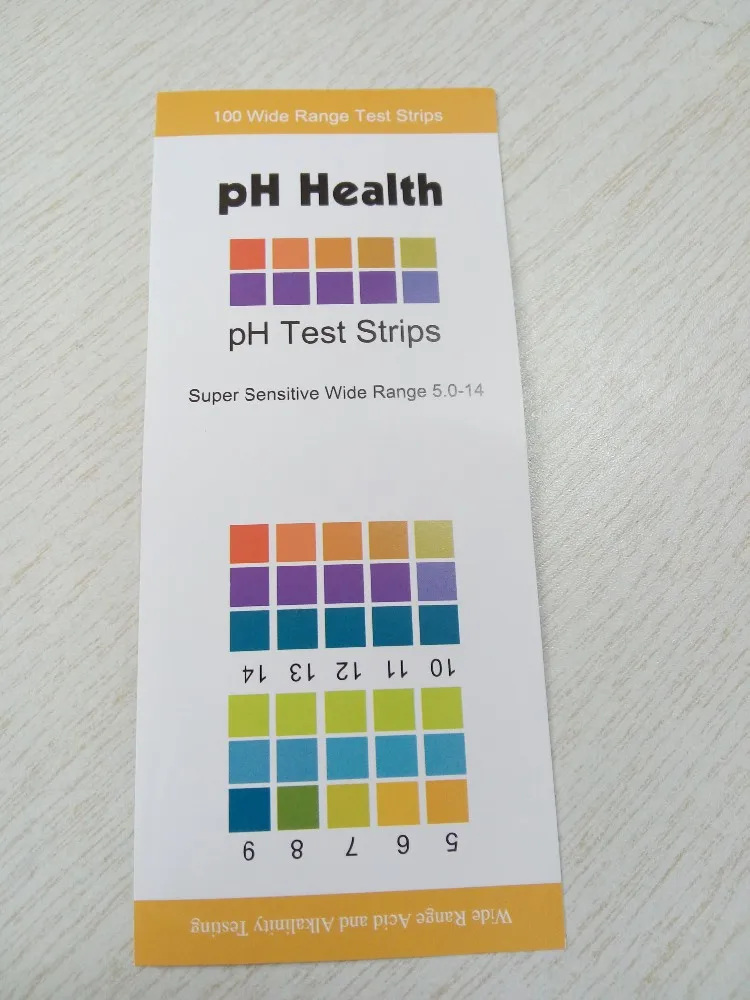 100 Wide Range Test Strips
pH Health
pH Test Strips
Super Sensitive Wide Range 5.0-14
14 13 12 11 10
9 8 7 6 5
Wide Range Acid and Alkalinity Testing